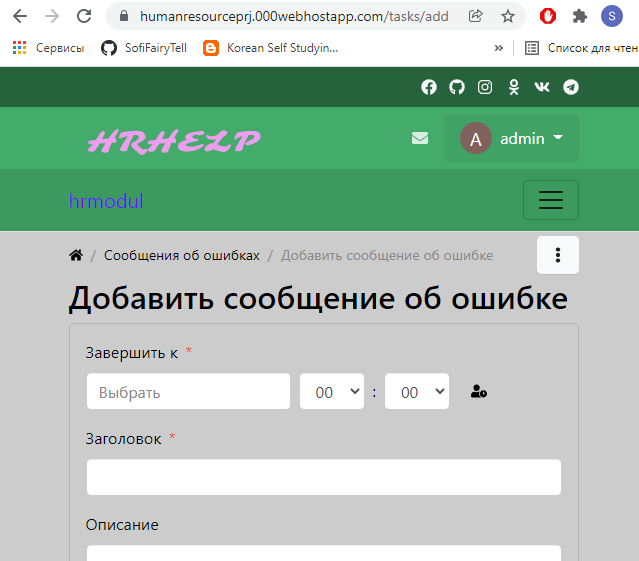 humanresourceprj.000webhostapp.com/tasks/add
S
Сервисы SofiFairyTell Korean Self Studyin... » Список для чтен
HRHELP
A admin
hrmodul
/ Сообщения об ошибках / Добавить сообщение об ошибке
Добавить сообщение об ошибке
Завершить к *
Выбрать 00 : 00
Заголовок *
Описание